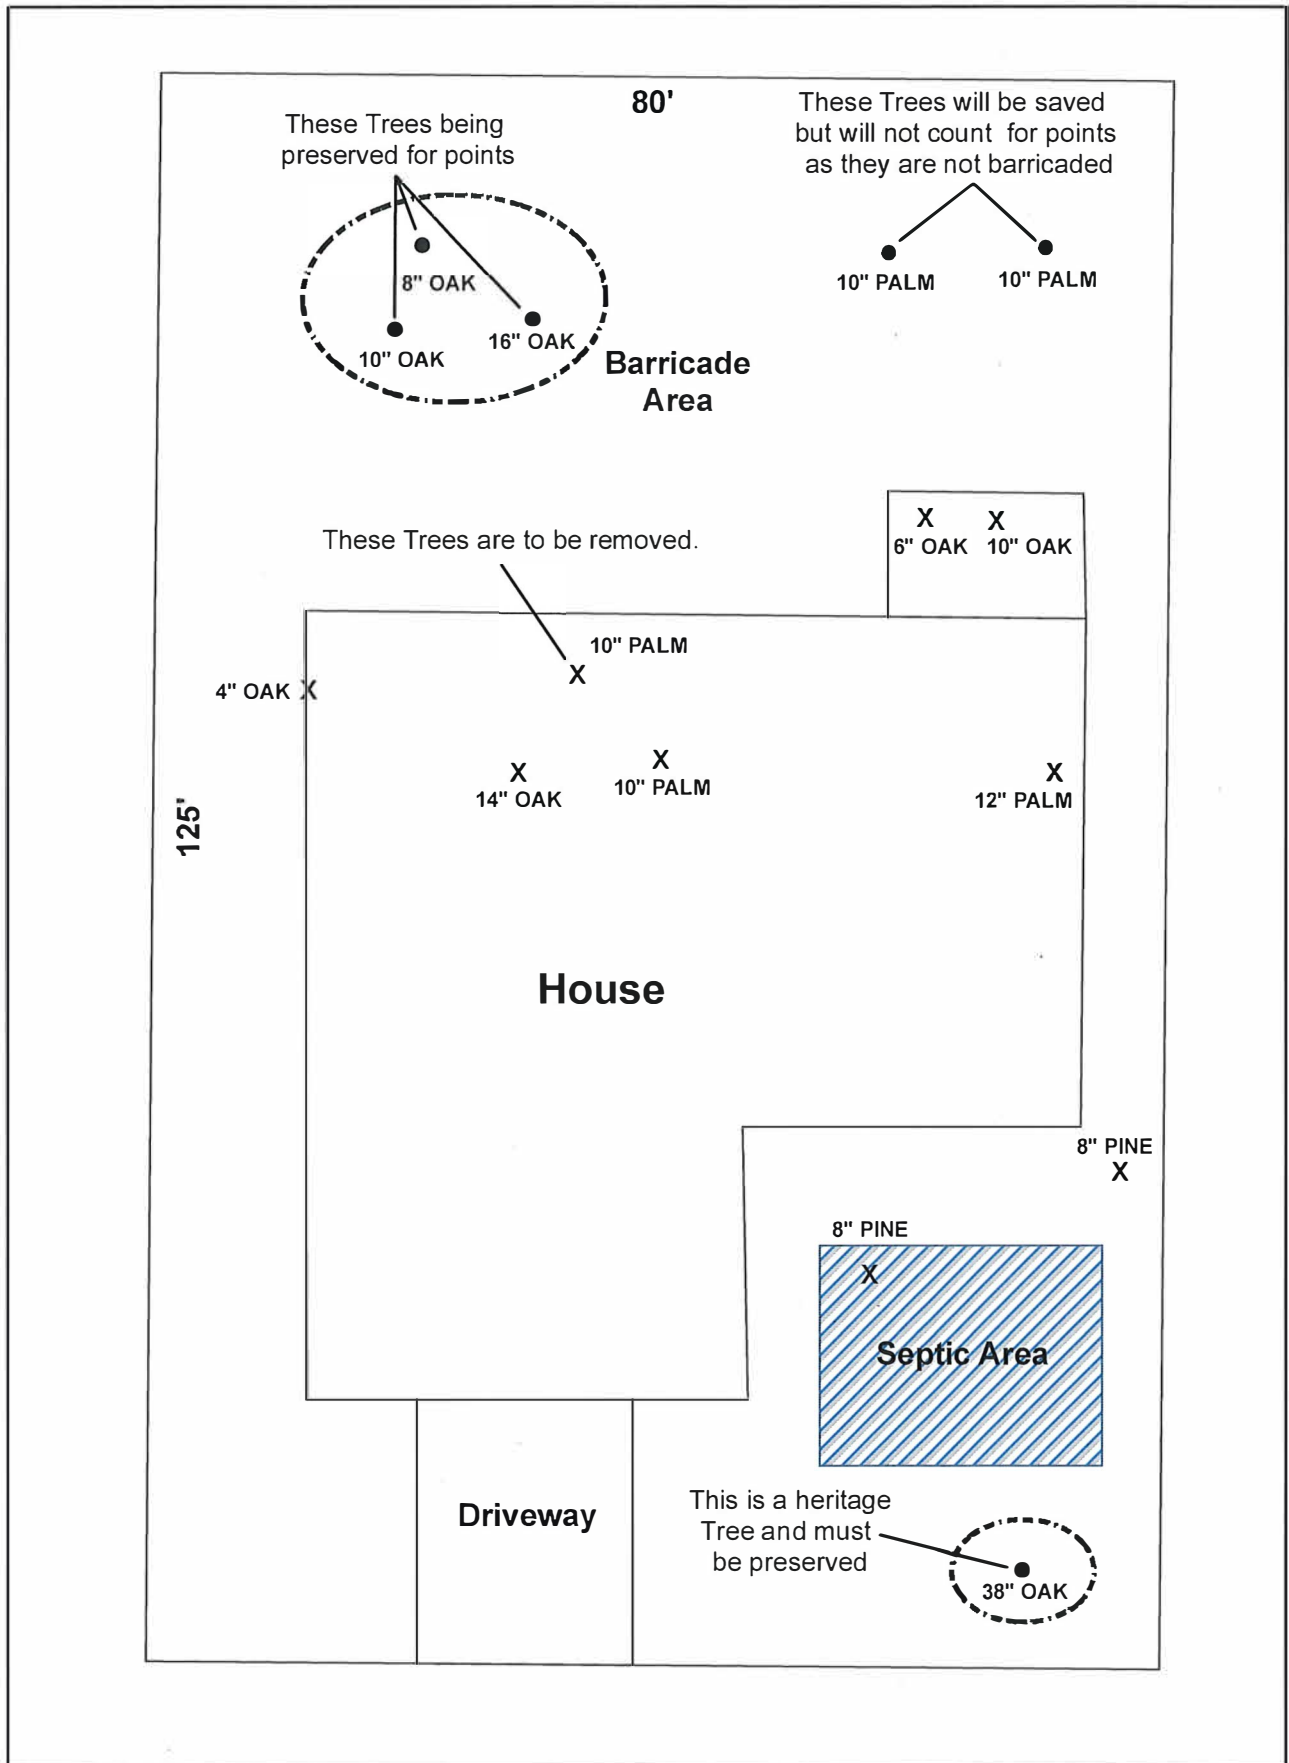 80'
These Trees being
preserved for points
These Trees will be saved
but will not count for points
as they are not barricaded
8" OAK
10" OAK
16" OAK
10" PALM
10" PALM
Barricade
Area
These Trees are to be removed.
X
X
6" OAK
10" OAK
10" PALM
X
4" OAK X
X
14" OAK
X
10" PALM
X
12" PALM
125'
House
8" PINE
X
8" PINE
X
Septic Area
Driveway
This is a heritage
Tree and must
be preserved
38" OAK